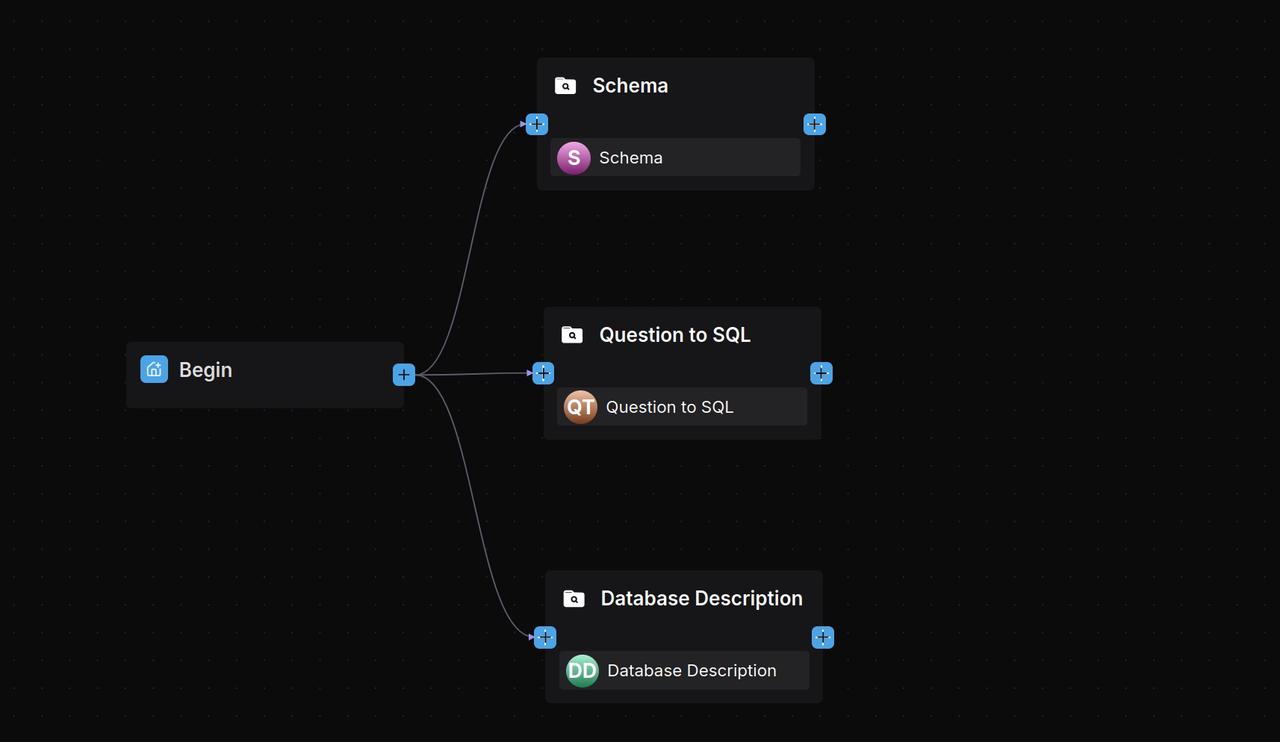 Schema
S
Schema
Begin
Question to SQL
QT
Question to SQL
Database Description
DD
Database Description